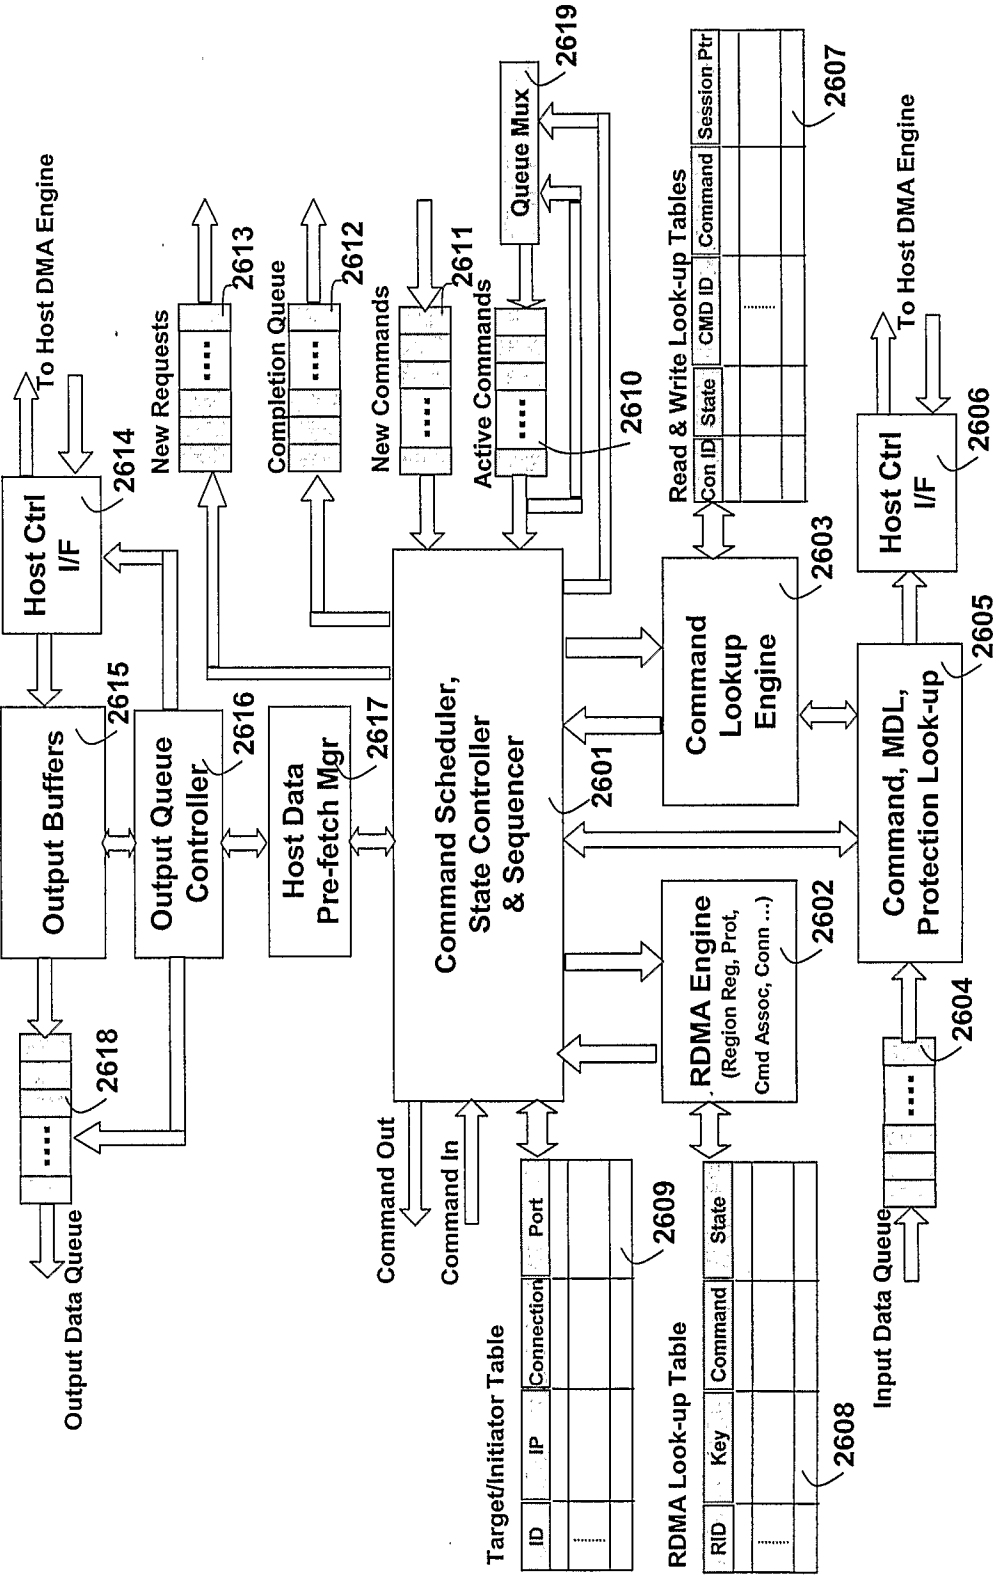 Output Data Queue
2618
Output Buffers
2615
Host Ctrl
I/F
2614
To Host DMA Engine
Output Queue
Controller
2616
Host Data
Pre-fetch Mgr
2617
New Requests
2613
Completion Queue
2612
New Commands
2611
Active Commands
2610
Queue Mux
2619
Command Out
Command In
Command Scheduler,
State Controller
& Sequencer
2601
Target/Initiator Table
ID
IP
Connection
Port
2609
RDMA Look-up Table
RID
Key
Command
State
2608
RDMA Engine
(Region Reg, Prot,
Cmd Assoc, Conn ...)
2602
Command
Lookup
Engine
2603
Read & Write Look-up Tables
Con ID
State
CMD ID
Command
Session Ptr
2607
Input Data Queue
2604
Command, MDL,
Protection Look-up
2605
Host Ctrl
I/F
2606
To Host DMA Engine